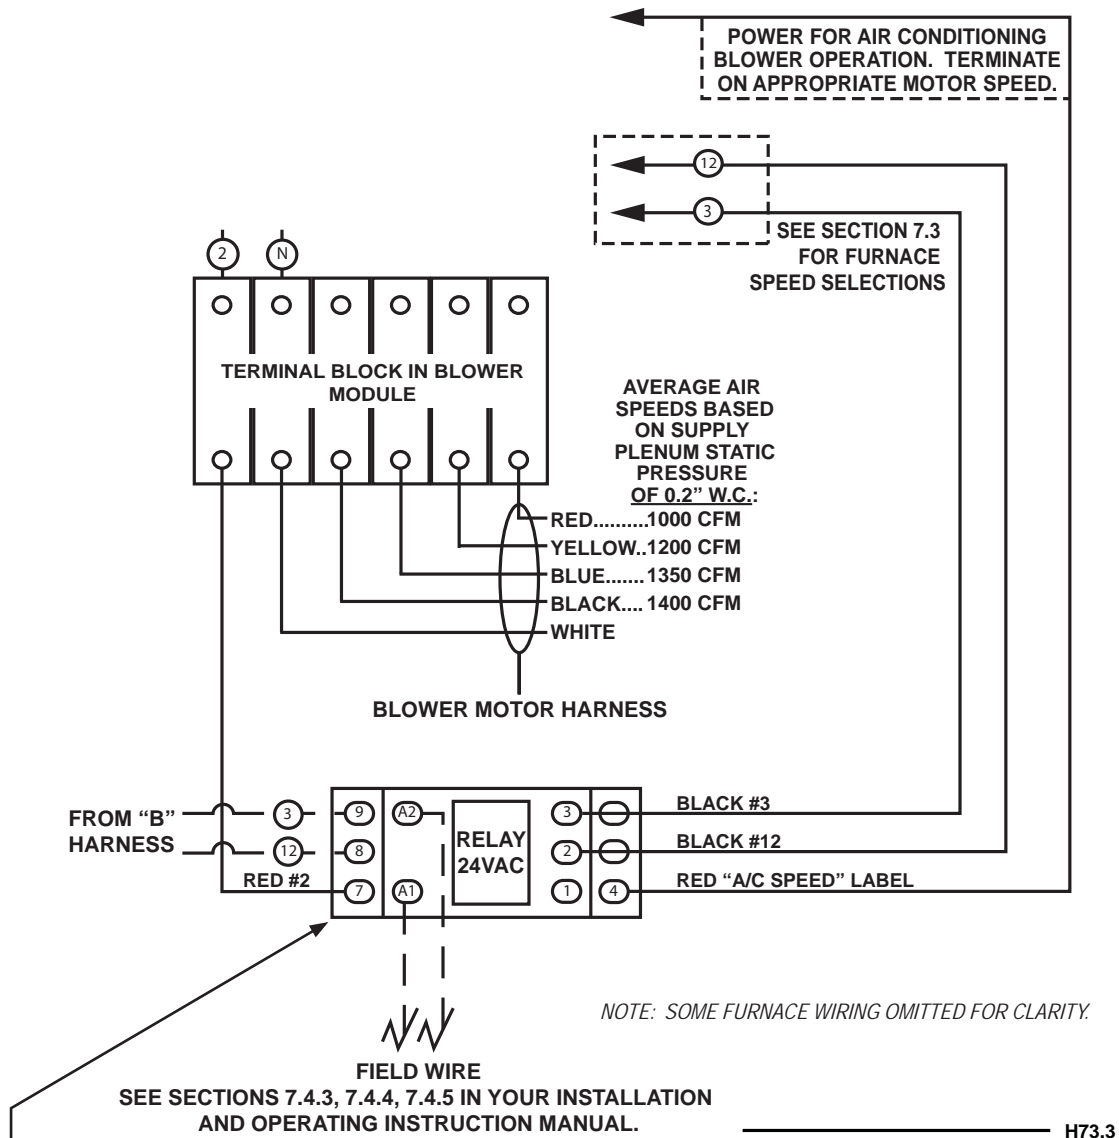 POWER FOR AIR CONDITIONING
BLOWER OPERATION.  TERMINATE
ON APPROPRIATE MOTOR SPEED.
12
3
SEE SECTION 7.3
FOR FURNACE
SPEED SELECTIONS
2
N
TERMINAL BLOCK IN BLOWER
MODULE
AVERAGE AIR
SPEEDS BASED
ON SUPPLY
PLENUM STATIC
PRESSURE
OF 0.2” W.C.:
RED..........1000 CFM
YELLOW..1200 CFM
BLUE.......1350 CFM
BLACK....1400 CFM
WHITE
BLOWER MOTOR HARNESS
FROM “B”
HARNESS
3
12
RED #2
9
8
7
A2
A1
RELAY
24VAC
3
2
1
4
BLACK #3
BLACK #12
RED “A/C SPEED” LABEL
NOTE:  SOME FURNACE WIRING OMITTED FOR CLARITY.
FIELD WIRE
SEE SECTIONS 7.4.3, 7.4.4, 7.4.5 IN YOUR INSTALLATION
AND OPERATING INSTRUCTION MANUAL.
H73.3